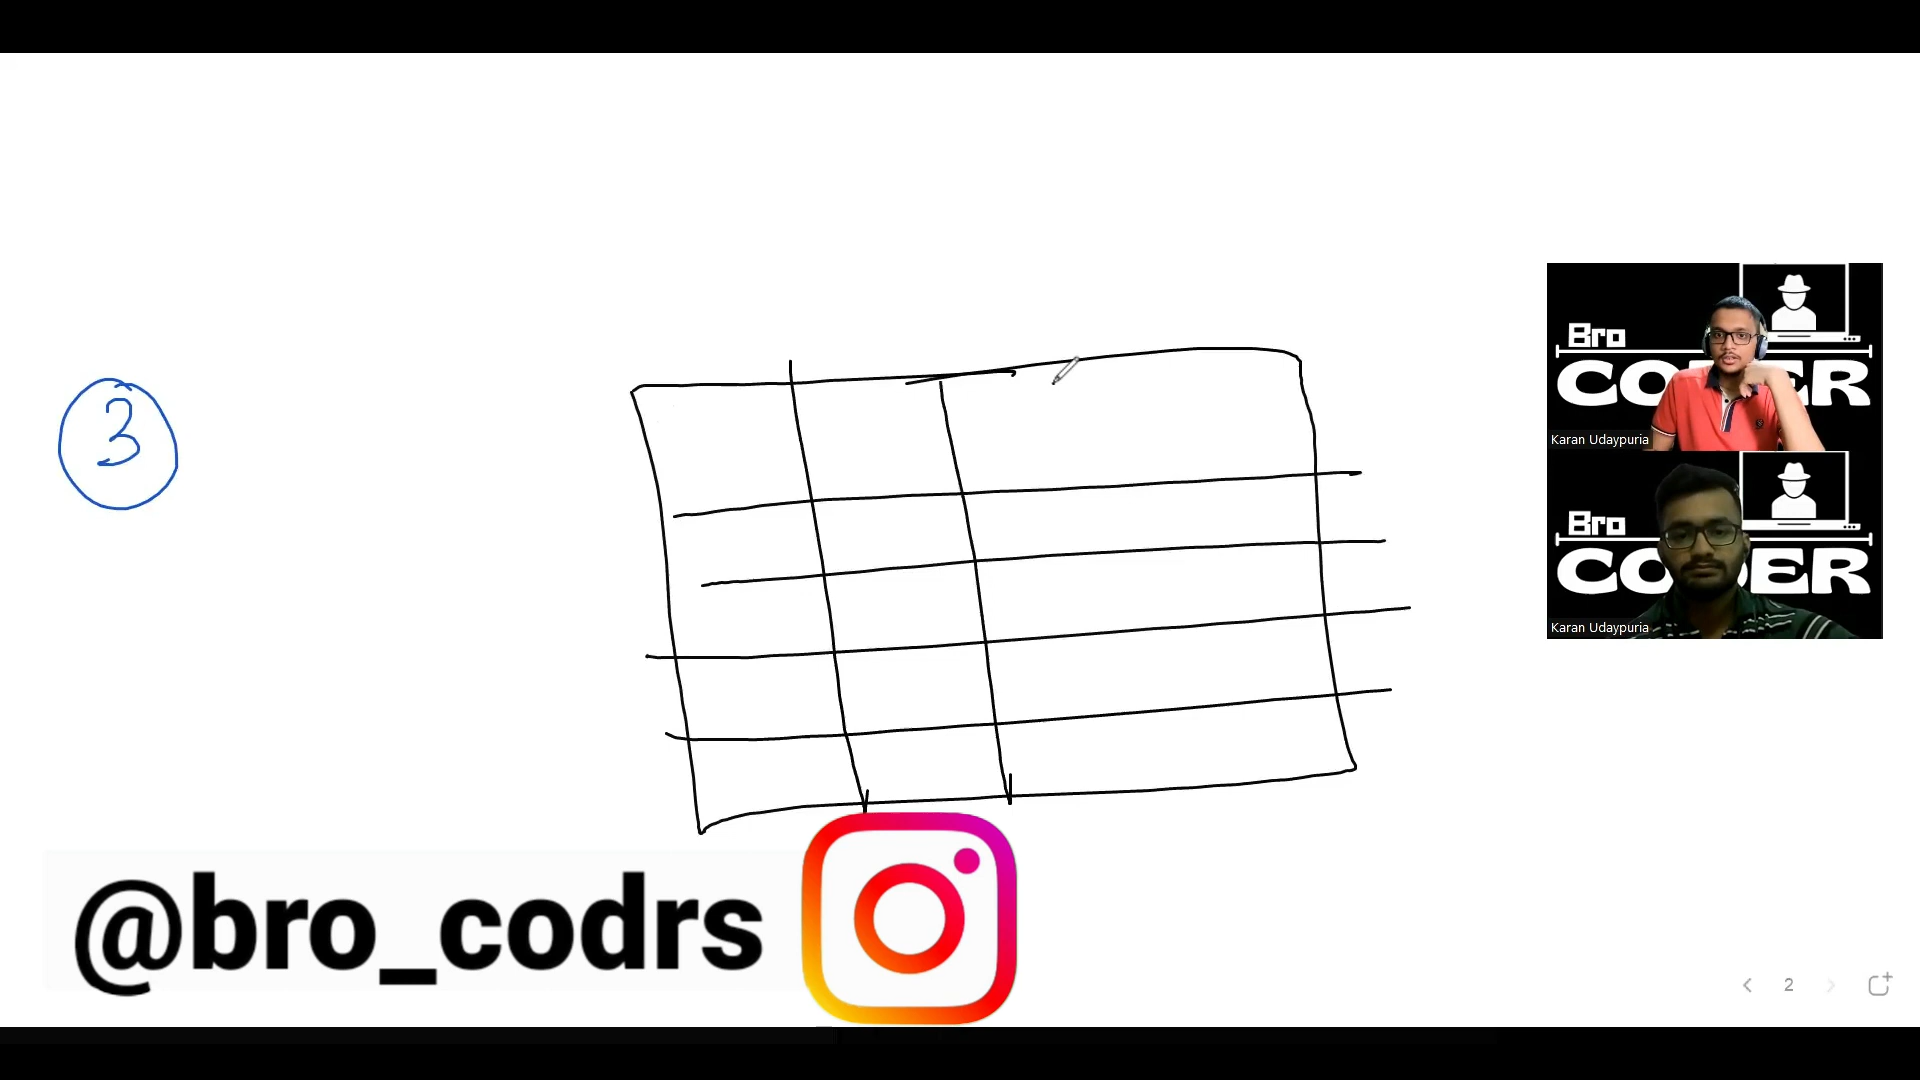 3
Bro
CODER
Karan Udaypuria
Bro
CODER
Karan Udaypuria
@bro_codrs
2